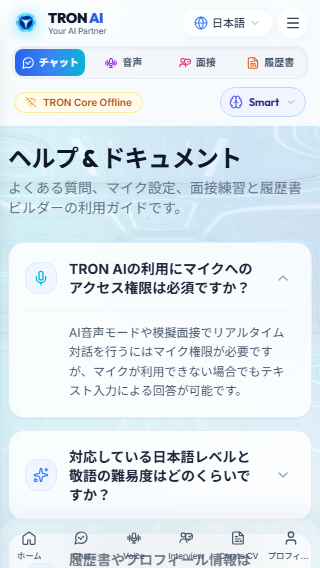 TRON AI
Your AI Partner
日本語
チャット
音声
面接
履歴書
TRON Core Offline
Smart
ヘルプ & ドキュメント
よくある質問、マイク設定、面接練習と履歴書
ビルダーの利用ガイドです。
TRON AIの利用にマイクへの
アクセス権限は必須ですか？
AI音声モードや模擬面接でリアルタイム
対話を行うにはマイク権限が必要です
が、マイクが利用できない場合でもテキ
スト入力による回答が可能です。
対応している日本語レベルと
敬語の難易度はどのくらいで
すか？
履歴書やプロフィール情報は
ホーム
Voice
Interview
CV
プロフィ...